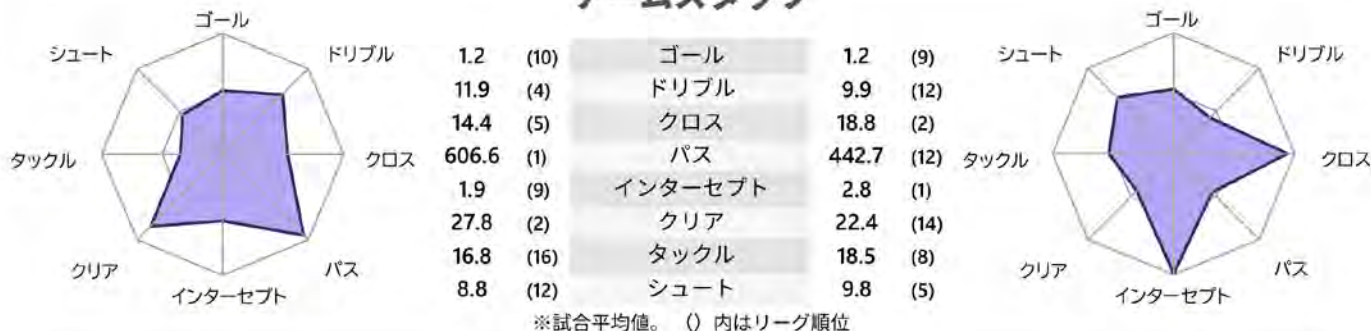 ゴール
シュート
ドリブル
タックル
クロス
クリア
パス
インターセプト
1.2 (10) ゴール 1.2 (9)
11.9 (4) ドリブル 9.9 (12)
14.4 (5) クロス 18.8 (2)
606.6 (1) パス 442.7 (12)
1.9 (9) インターセプト 2.8 (1)
27.8 (2) クリア 22.4 (14)
16.8 (16) タックル 18.5 (8)
8.8 (12) シュート 9.8 (5)
※試合平均値。 () 内はリーグ順位
ゴール
シュート
ドリブル
タックル
クロス
クリア
パス
インターセプト